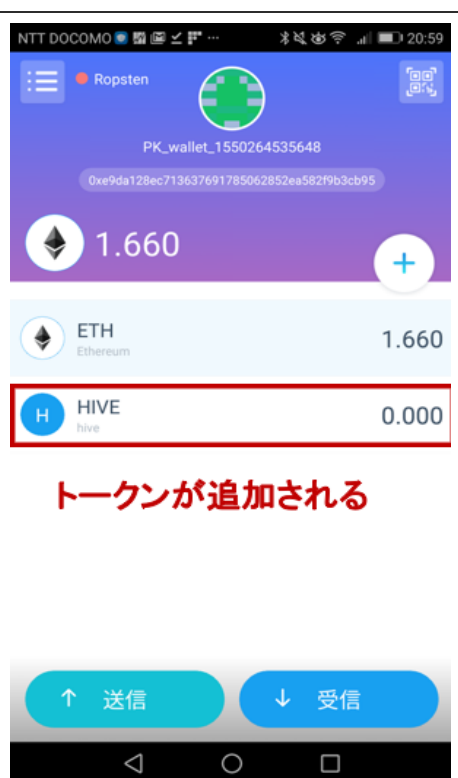 NTT DOCOMO ... 20:59
Ropsten
PK_wallet_1550264535648
0xe9da128ec713637691785062852ea582f9b3cb95
1.660
+
ETH
1.660
Ethereum
H
HIVE
0.000
hive
トークンが追加される
↑ 送信
↓ 受信